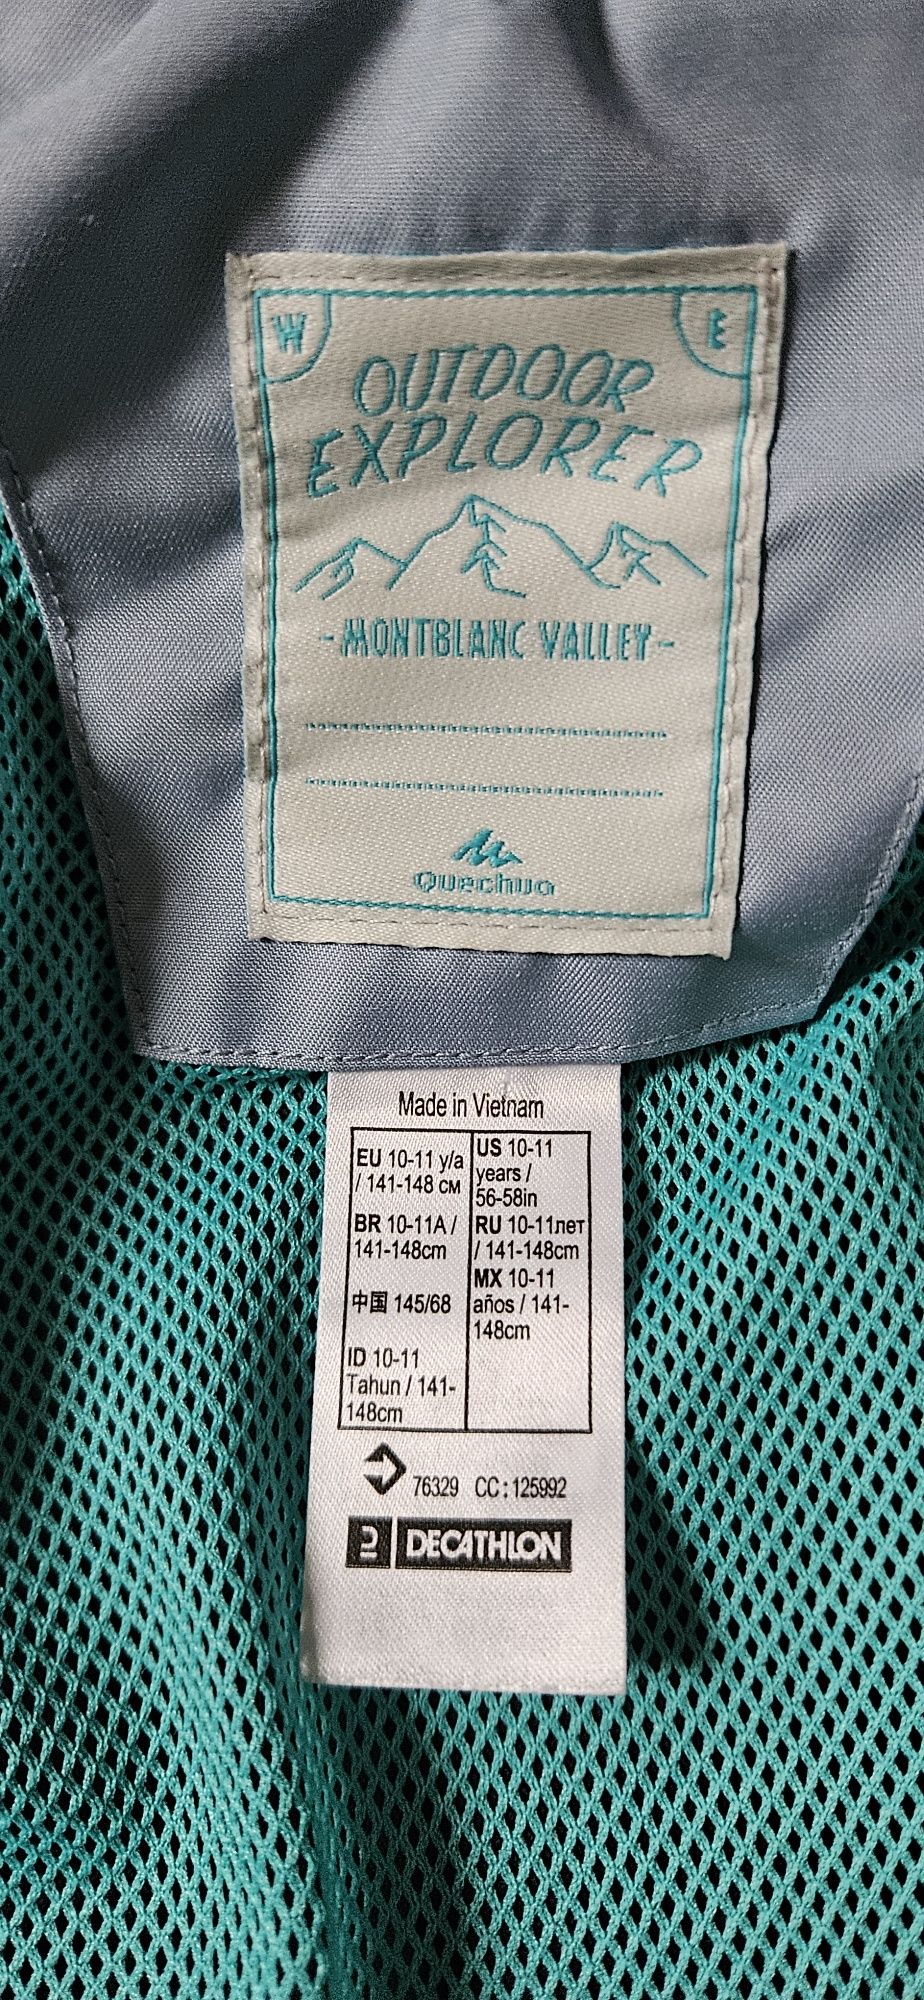 W E
OUTDOOR
EXPLORER
-MONTBLANC VALLEY-
Quechua
Made in Vietnam
EU 10-11 y/a
/ 141-148 см
BR 10-11A /
141-148cm
中国 145/68
ID 10-11
Tahun / 141-
148cm
US 10-11
years /
56-58in
RU 10-11лет
/ 141-148cm
MX 10-11
años / 141-
148cm
76329 CC : 125992
DECATHLON